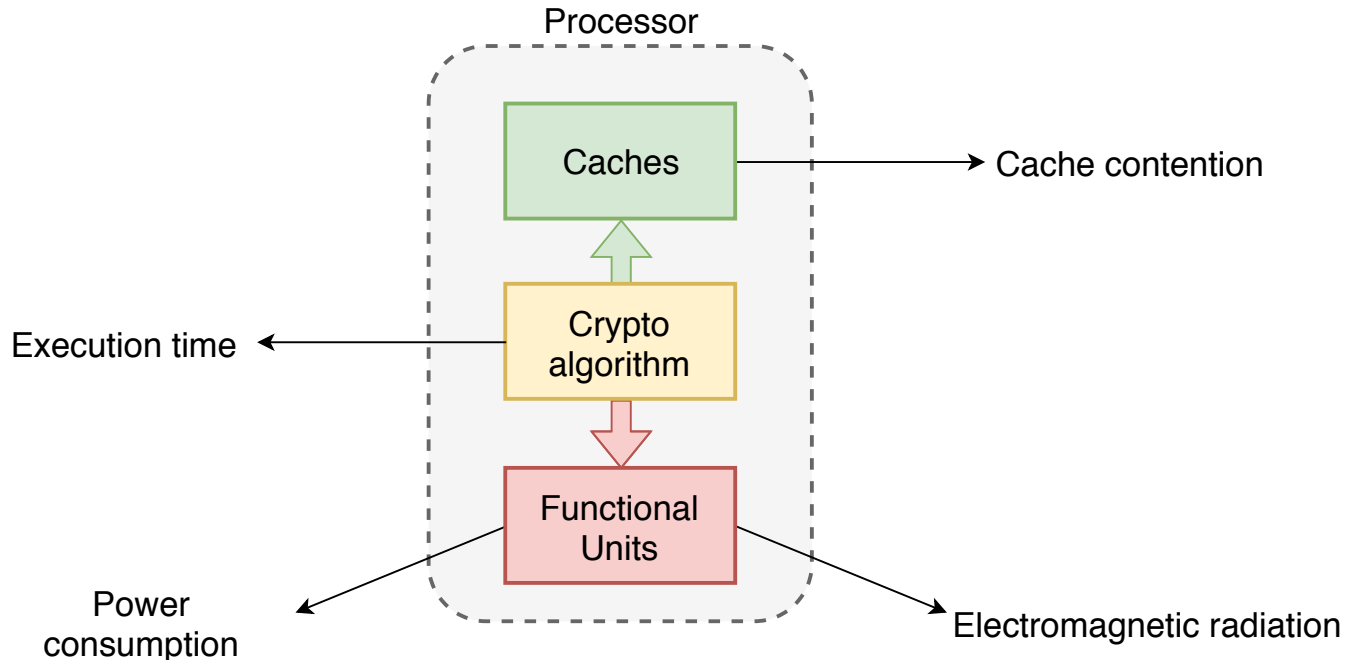 Processor
Caches
Cache contention
Crypto
algorithm
Execution time
Functional
Units
Power
consumption
Electromagnetic radiation